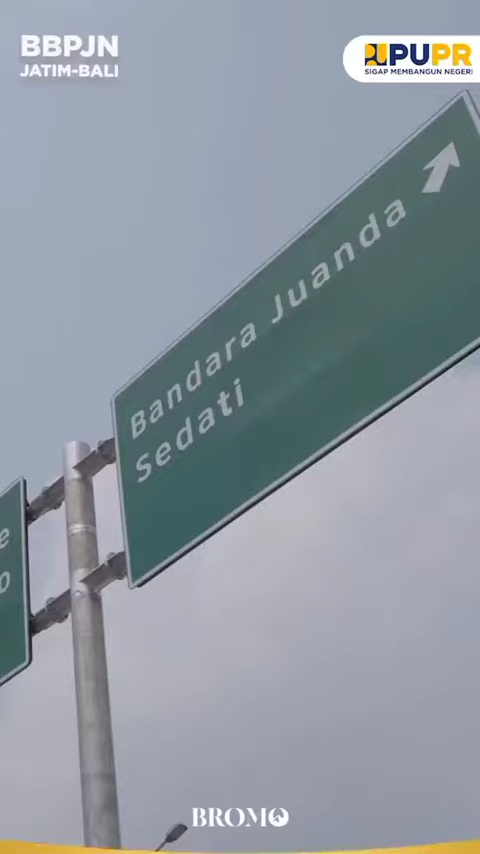 BBPJN
JATIM-BALI
PUPR
SIGAP MEMBANGUN NEGERI
Bandara Juanda
Sedati
e
o
BROMO